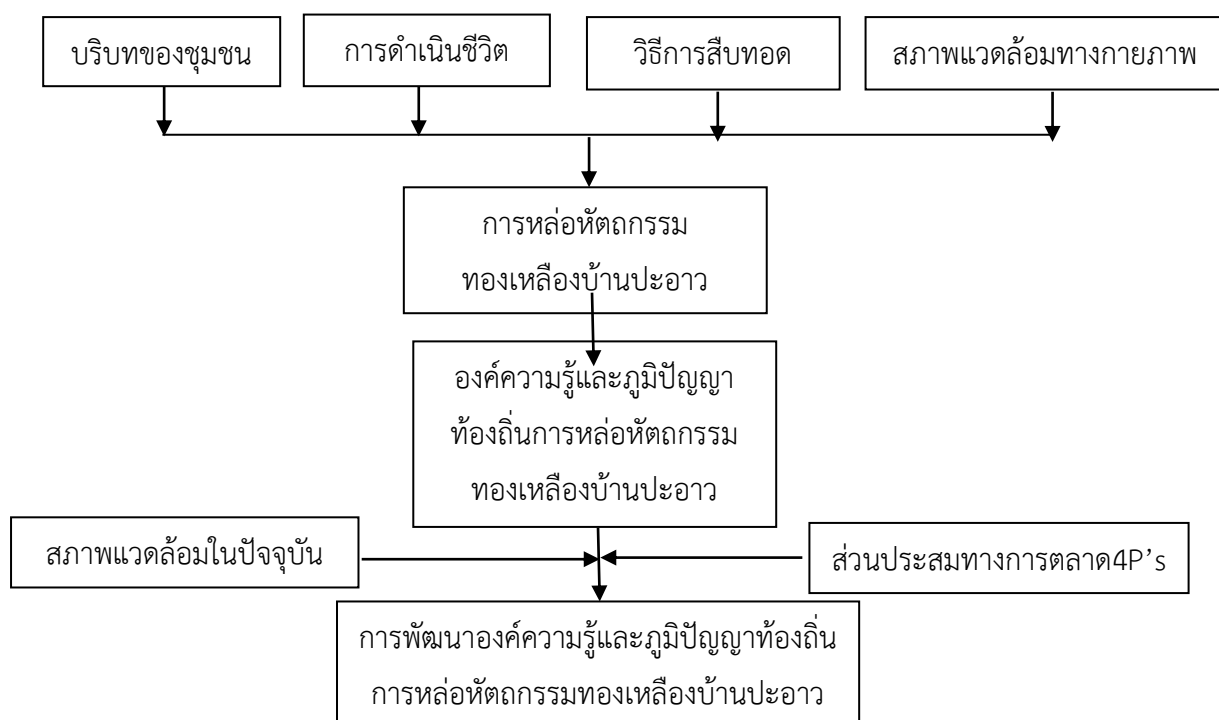 บริบทของชุมชน
การดำเนินชีวิต
วิธีการสืบทอด
สภาพแวดล้อมทางกายภาพ
การหล่อหัตถกรรม
ทองเหลืองบ้านปะอาว
องค์ความรู้และภูมิปัญญา
ท้องถิ่นการหล่อหัตถกรรม
ทองเหลืองบ้านปะอาว
สภาพแวดล้อมในปัจจุบัน
ส่วนประสมทางการตลาด4P's
การพัฒนาองค์ความรู้และภูมิปัญญาท้องถิ่น
การหล่อหัตถกรรมทองเหลืองบ้านปะอาว